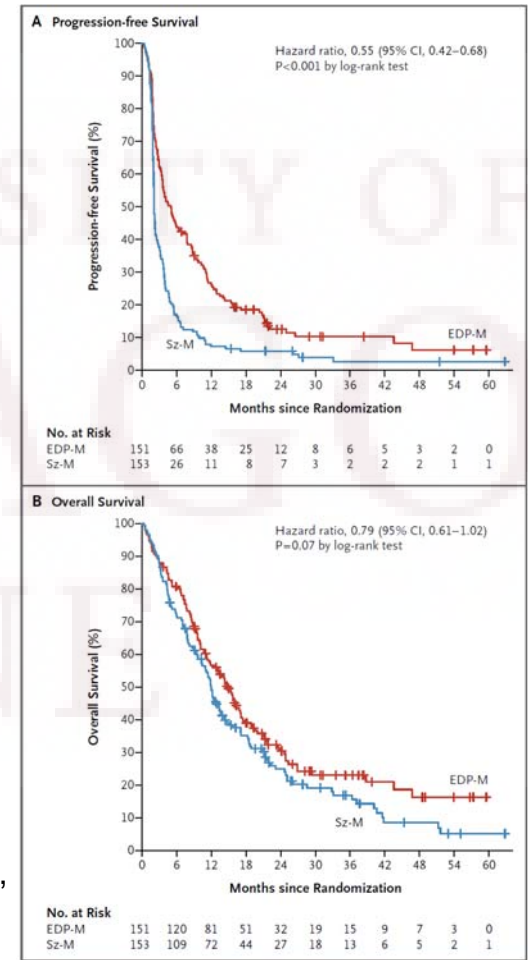 A Progression-free Survival
Hazard ratio, 0.55 (95% CI, 0.42–0.68)
P<0.001 by log-rank test
Progression-free Survival (%)
100
90
80
70
60
50
40
30
20
10
0
EDP-M
Sz-M
0 6 12 18 24 30 36 42 48 54 60
Months since Randomization
No. at Risk
EDP-M 151 66 38 25 12 8 6 5 3 2 0
Sz-M 153 26 11 8 7 3 2 2 2 1 1
B Overall Survival
Hazard ratio, 0.79 (95% CI, 0.61–1.02)
P=0.07 by log-rank test
Overall Survival (%)
100
90
80
70
60
50
40
30
20
10
0
EDP-M
Sz-M
0 6 12 18 24 30 36 42 48 54 60
Months since Randomization
No. at Risk
EDP-M 151 120 81 51 32 19 15 9 7 3 0
Sz-M 153 109 72 44 27 18 13 6 5 2 1
,